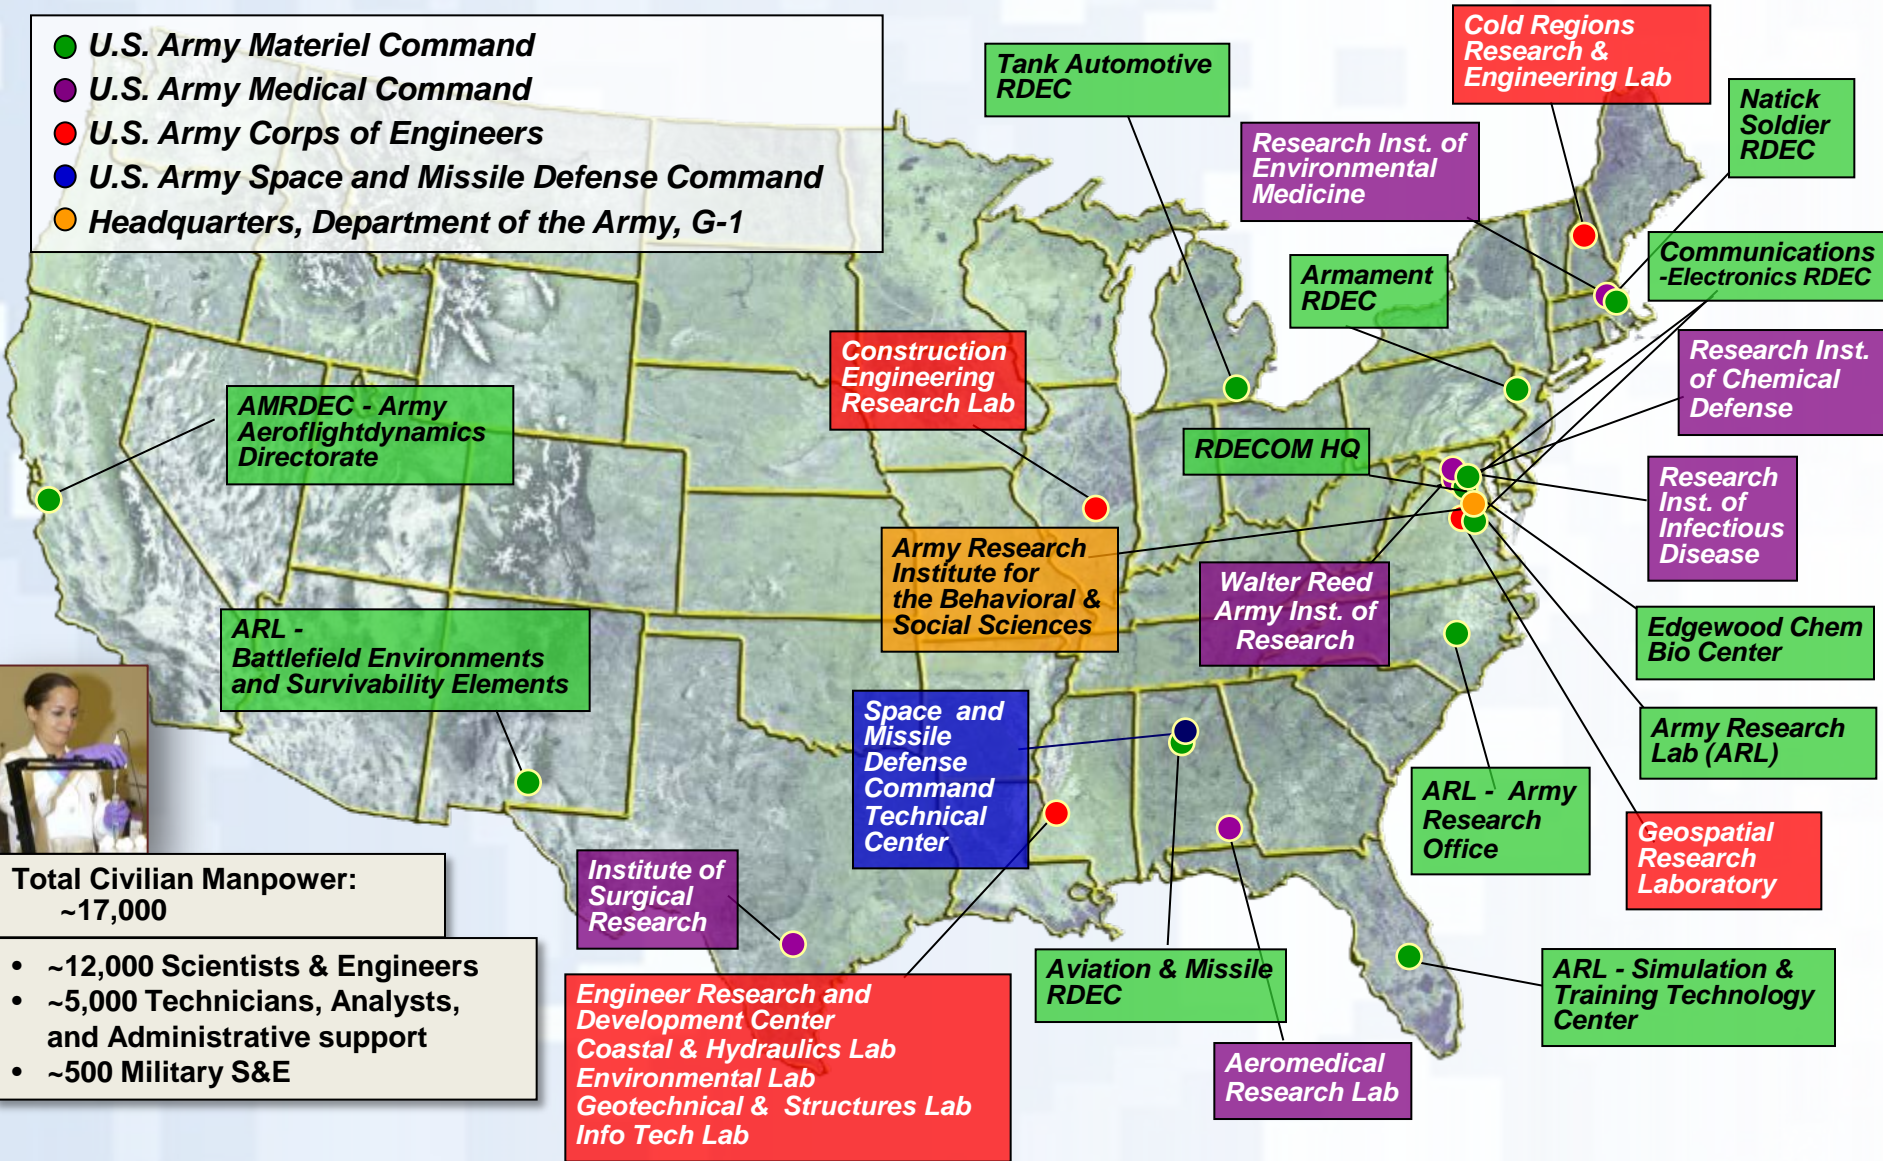 U.S. Army Materiel Command
U.S. Army Medical Command
U.S. Army Corps of Engineers
U.S. Army Space and Missile Defense Command
Headquarters, Department of the Army, G-1
Tank Automotive
RDEC
Cold Regions
Research &
Engineering Lab
Natick
Soldier
RDEC
Research Inst. of
Environmental
Medicine
Communications
-Electronics RDEC
Armament
RDEC
Construction
Engineering
Research Lab
Research Inst.
of Chemical
Defense
AMRDEC - Army
Aeroflightdynamics
Directorate
RDECOM HQ
Research
Inst. of
Infectious
Disease
Army Research
Institute for
the Behavioral &
Social Sciences
Walter Reed
Army Inst. of
Research
ARL -
Battlefield Environments
and Survivability Elements
Edgewood Chem
Bio Center
Space and
Missile
Defense
Command
Technical
Center
Army Research
Lab (ARL)
ARL - Army
Research
Office
Geospatial
Research
Laboratory
Institute of
Surgical
Research
Total Civilian Manpower:
~17,000
• ~12,000 Scientists & Engineers
• ~5,000 Technicians, Analysts,
and Administrative support
• ~500 Military S&E
Aviation & Missile
RDEC
ARL - Simulation &
Training Technology
Center
Engineer Research and
Development Center
Coastal & Hydraulics Lab
Environmental Lab
Geotechnical & Structures Lab
Info Tech Lab
Aeromedical
Research Lab